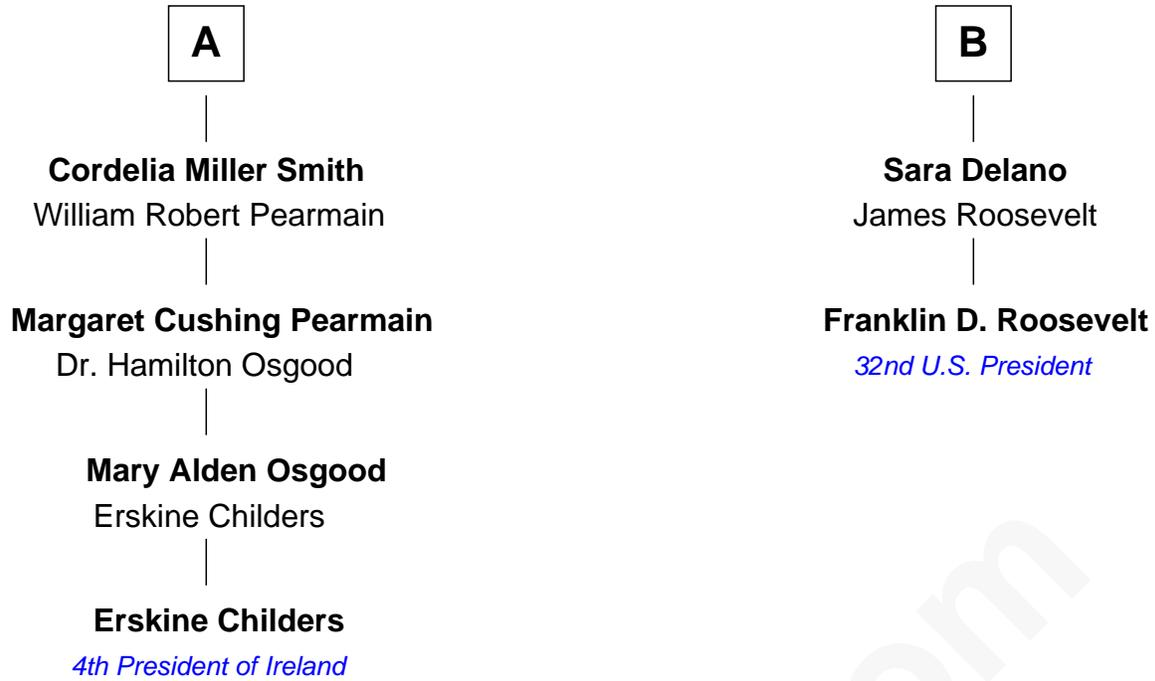 A
Cordelia Miller Smith
William Robert Pearmain
Margaret Cushing Pearmain
Dr. Hamilton Osgood
Mary Alden Osgood
Erskine Childers
Erskine Childers
4th President of Ireland
B
Sara Delano
James Roosevelt
Franklin D. Roosevelt
32nd U.S. President
om